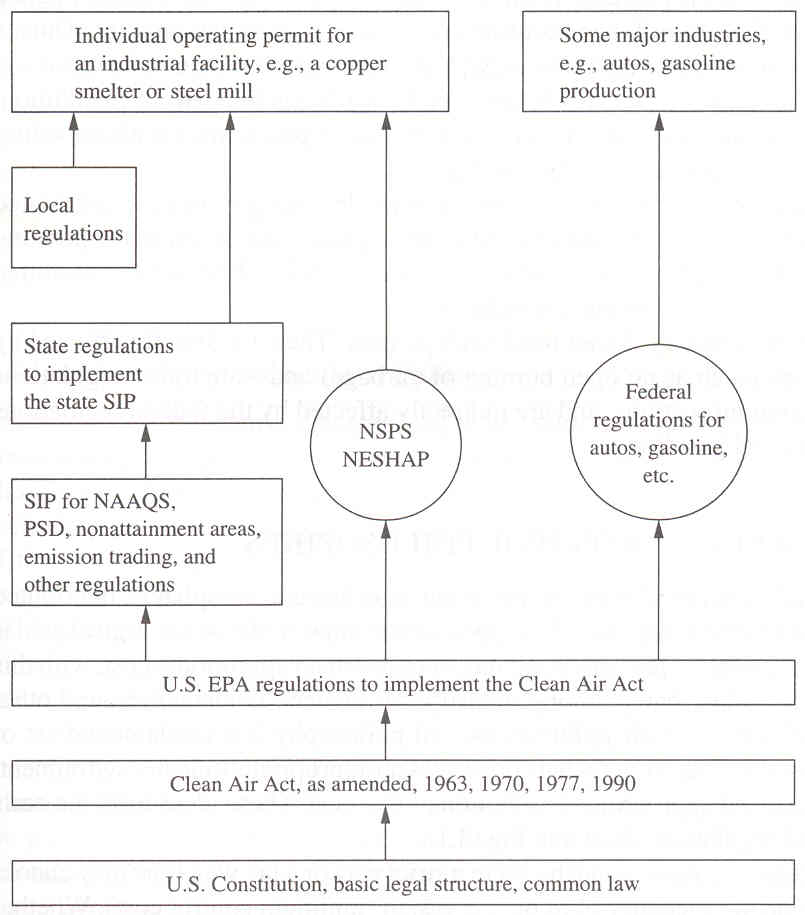 Individual operating permit for
an industrial facility, e.g., a copper
smelter or steel mill
Some major industries,
e.g., autos, gasoline
production
Local
regulations
State regulations
to implement
the state SIP
NSPS
NESHAP
Federal
regulations for
autos, gasoline,
etc.
SIP for NAAQS,
PSD, nonattainment areas,
emission trading, and
other regulations
U.S. EPA regulations to implement the Clean Air Act
Clean Air Act, as amended, 1963, 1970, 1977, 1990
U.S. Constitution, basic legal structure, common law